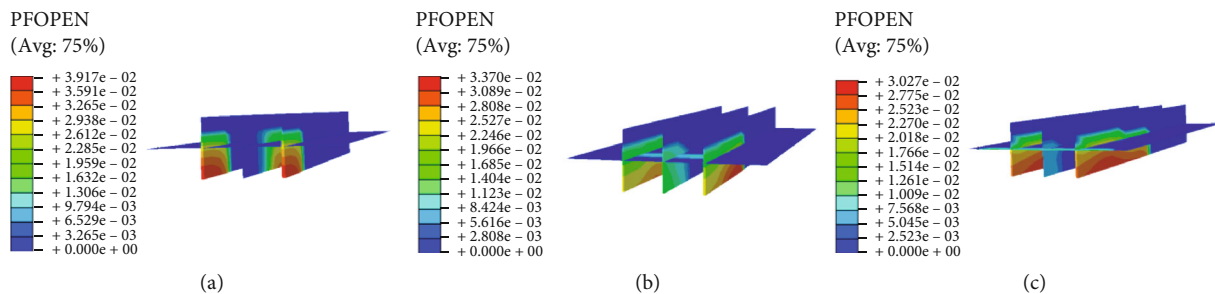 PFOPEN
(Avg: 75%)
+ 3.917e – 02
+ 3.591e – 02
+ 3.265e – 02
+ 2.938e – 02
+ 2.612e – 02
+ 2.285e – 02
+ 1.959e – 02
+ 1.632e – 02
+ 1.306e – 02
+ 9.794e – 03
+ 6.529e – 03
+ 3.265e – 03
+ 0.000e + 00
(a)
PFOPEN
(Avg: 75%)
+ 3.370e – 02
+ 3.089e – 02
+ 2.808e – 02
+ 2.527e – 02
+ 2.246e – 02
+ 1.966e – 02
+ 1.685e – 02
+ 1.404e – 02
+ 1.123e – 02
+ 8.424e – 03
+ 5.616e – 03
+ 2.808e – 03
+ 0.000e + 00
(b)
PFOPEN
(Avg: 75%)
+ 3.027e – 02
+ 2.775e – 02
+ 2.523e – 02
+ 2.270e – 02
+ 2.018e – 02
+ 1.766e – 02
+ 1.514e – 02
+ 1.261e – 02
+ 1.009e – 02
+ 7.568e – 03
+ 5.045e – 03
+ 2.523e – 03
+ 0.000e + 00
(c)